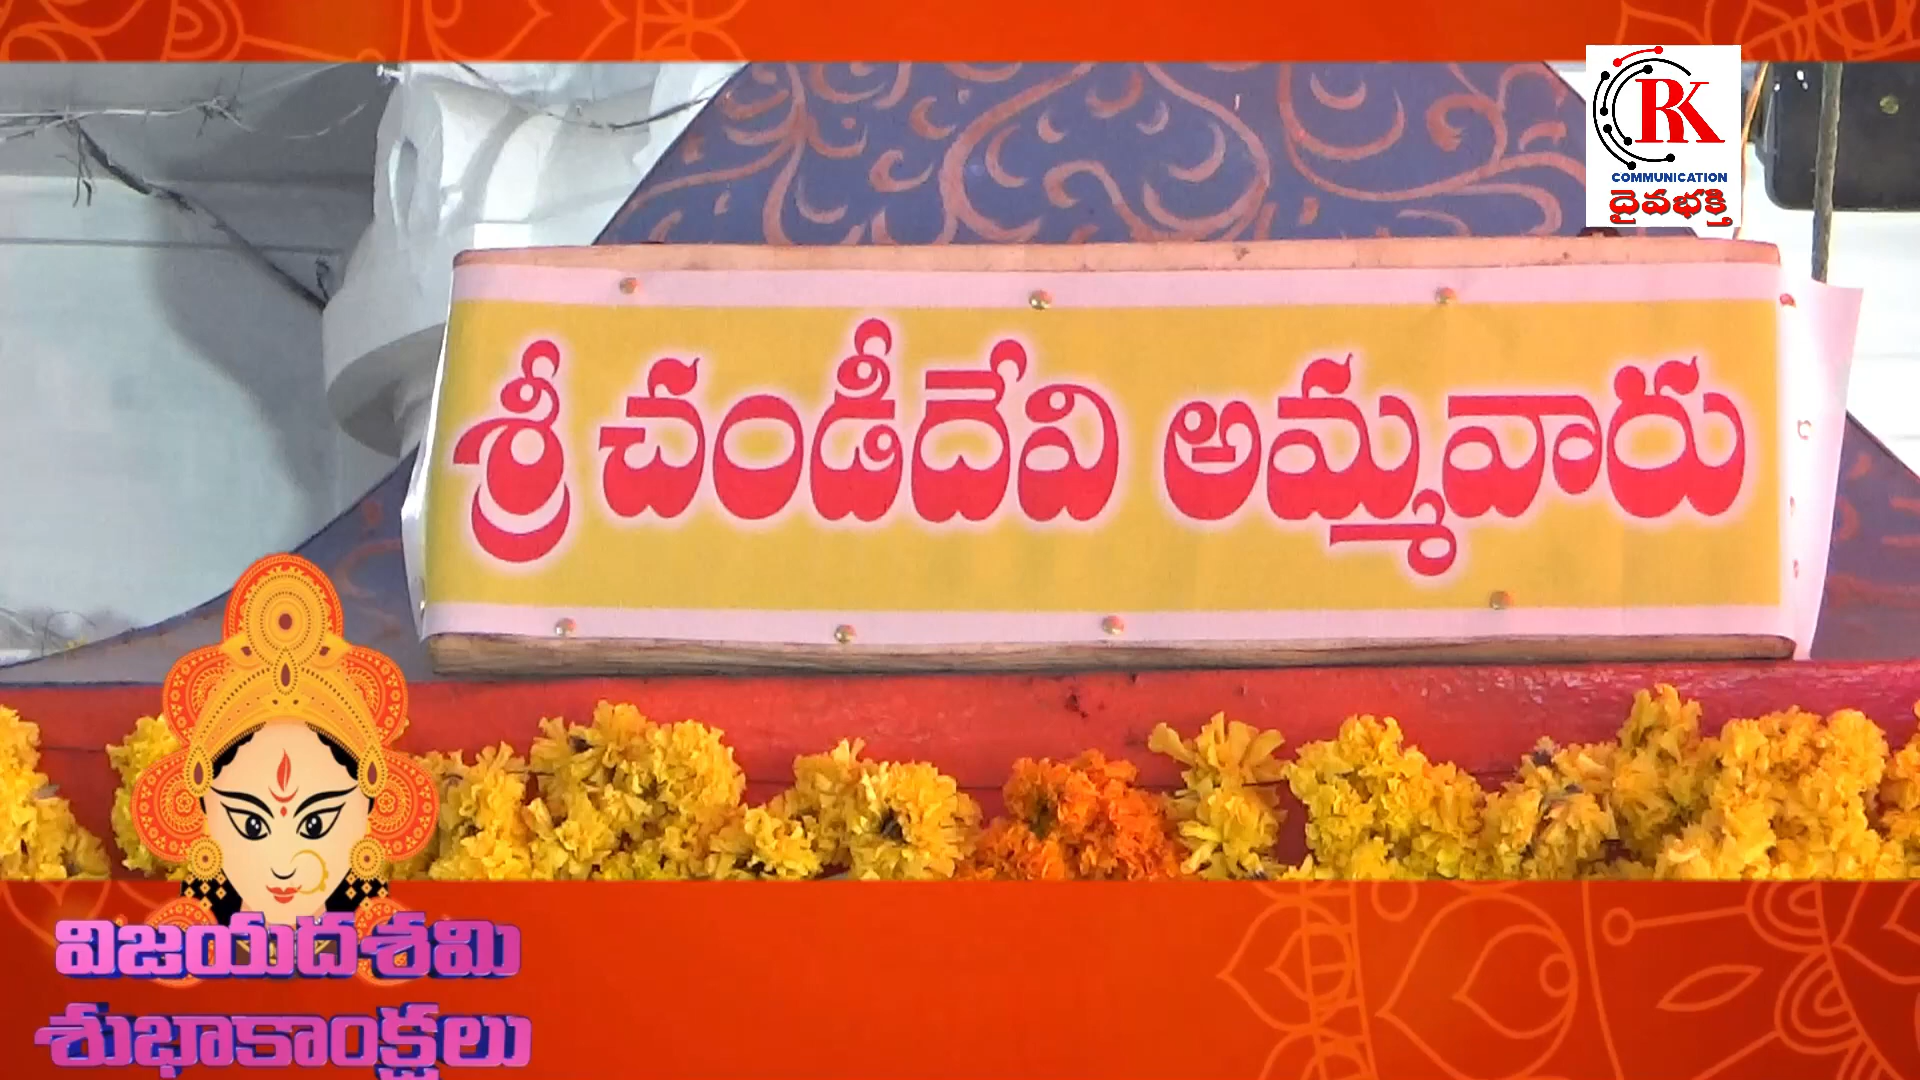 RK
COMMUNICATION
దైవభక్తి
శ్రీ చండీదేవి అమ్మవారు
విజయదశమి
శుభాకాంక్షలు